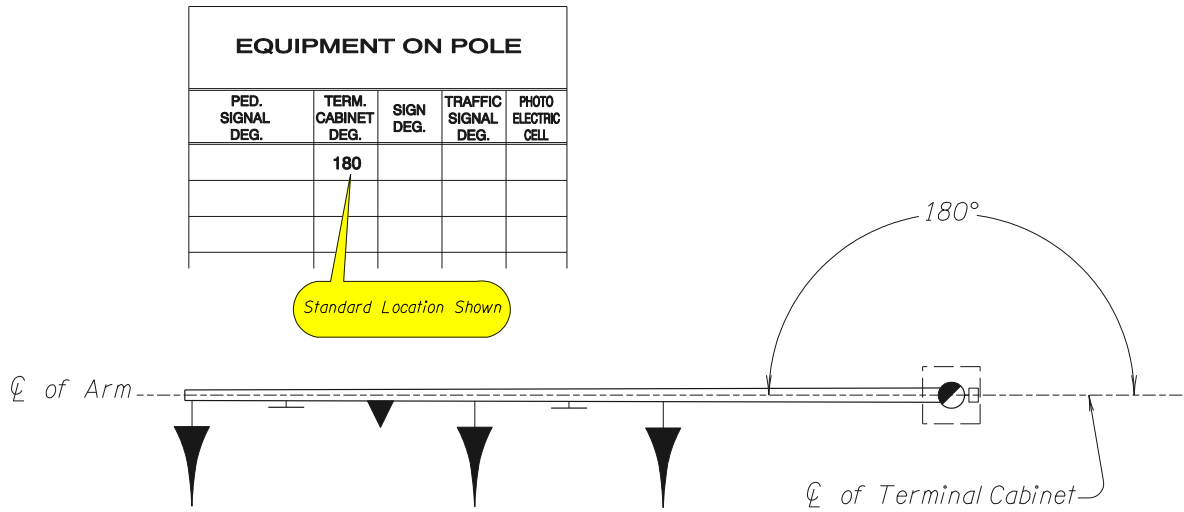 EQUIPMENT ON POLE
PED. SIGNAL DEG.
TERM. CABINET DEG.
SIGN DEG.
TRAFFIC SIGNAL DEG.
PHOTO ELECTRIC CELL
180
Standard Location Shown
180°
℄ of Arm
℄ of Terminal Cabinet